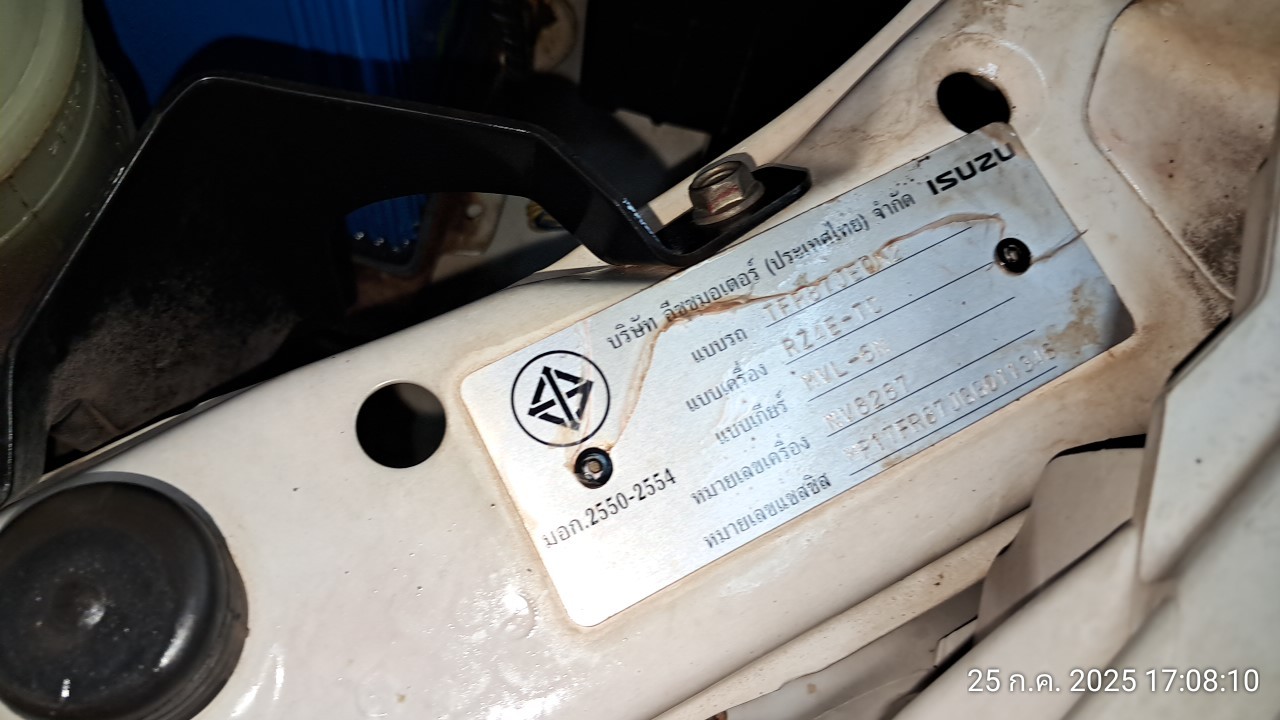 ISUZU
บริษัท อีซูซุมอเตอร์ (ประเทศไทย) จำกัด
แบบรถ
แบบเครื่อง RZ4E-TC
แบบเกียร์ MVL-6N
หมายเลขเครื่อง MV6267
หมายเลขแชสซิส
มอก.2550-2554
25 ก.ค. 2025 17:08:10